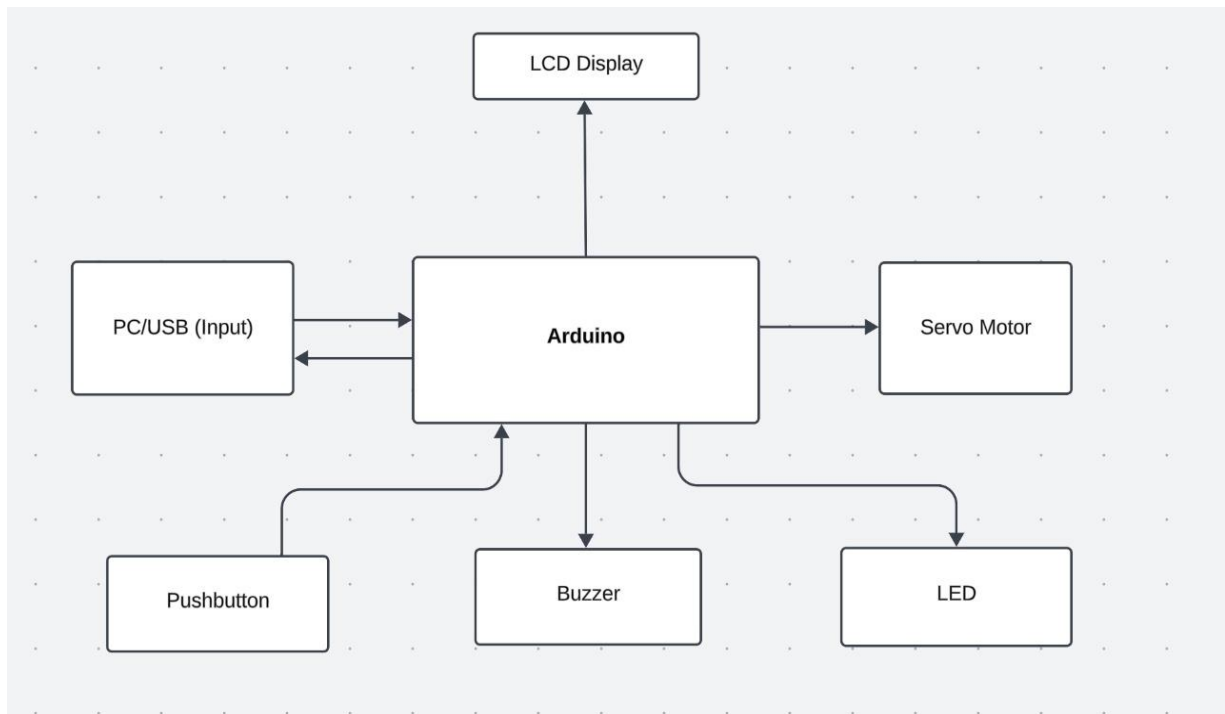 LCD Display
PC/USB (Input)
Arduino
Servo Motor
Pushbutton
Buzzer
LED